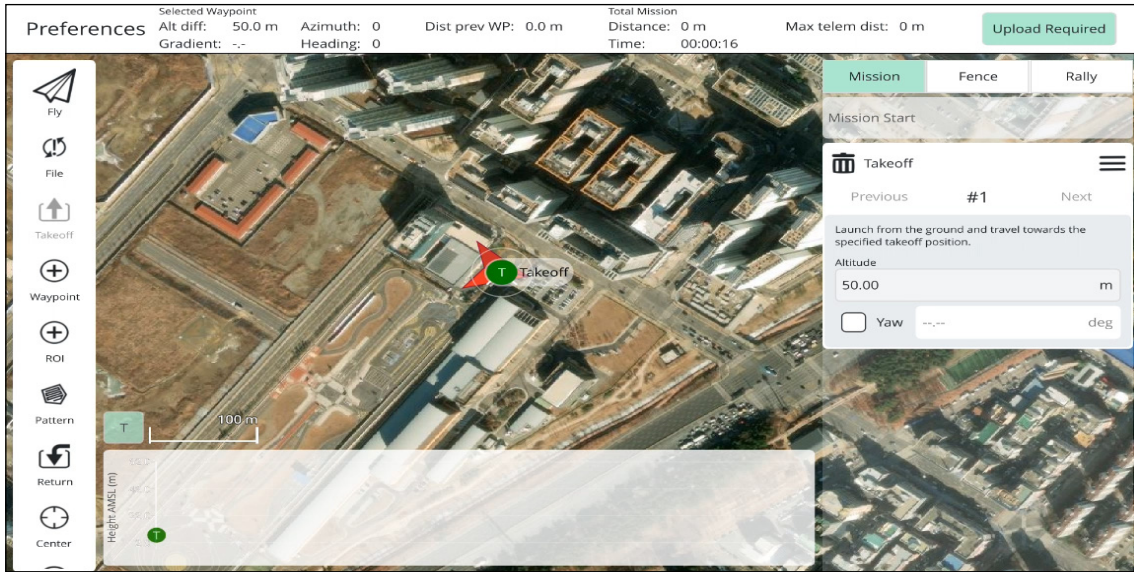 Preferences
Selected Waypoint
Alt diff: 50.0 m Azimuth: 0 Dist prev WP: 0.0 m
Gradient: -.- Heading: 0
Total Mission
Distance: 0 m Max telem dist: 0 m
Time: 00:00:16
Upload Required
Fly
File
Takeoff
Waypoint
ROI
Pattern
Return
Center
T Takeoff
T
100 m
Height AMSL (m)
T
Mission Fence Rally
Mission Start
Takeoff
Previous #1 Next
Launch from the ground and travel towards the
specified takeoff position.
Altitude
50.00 m
Yaw --.-- deg